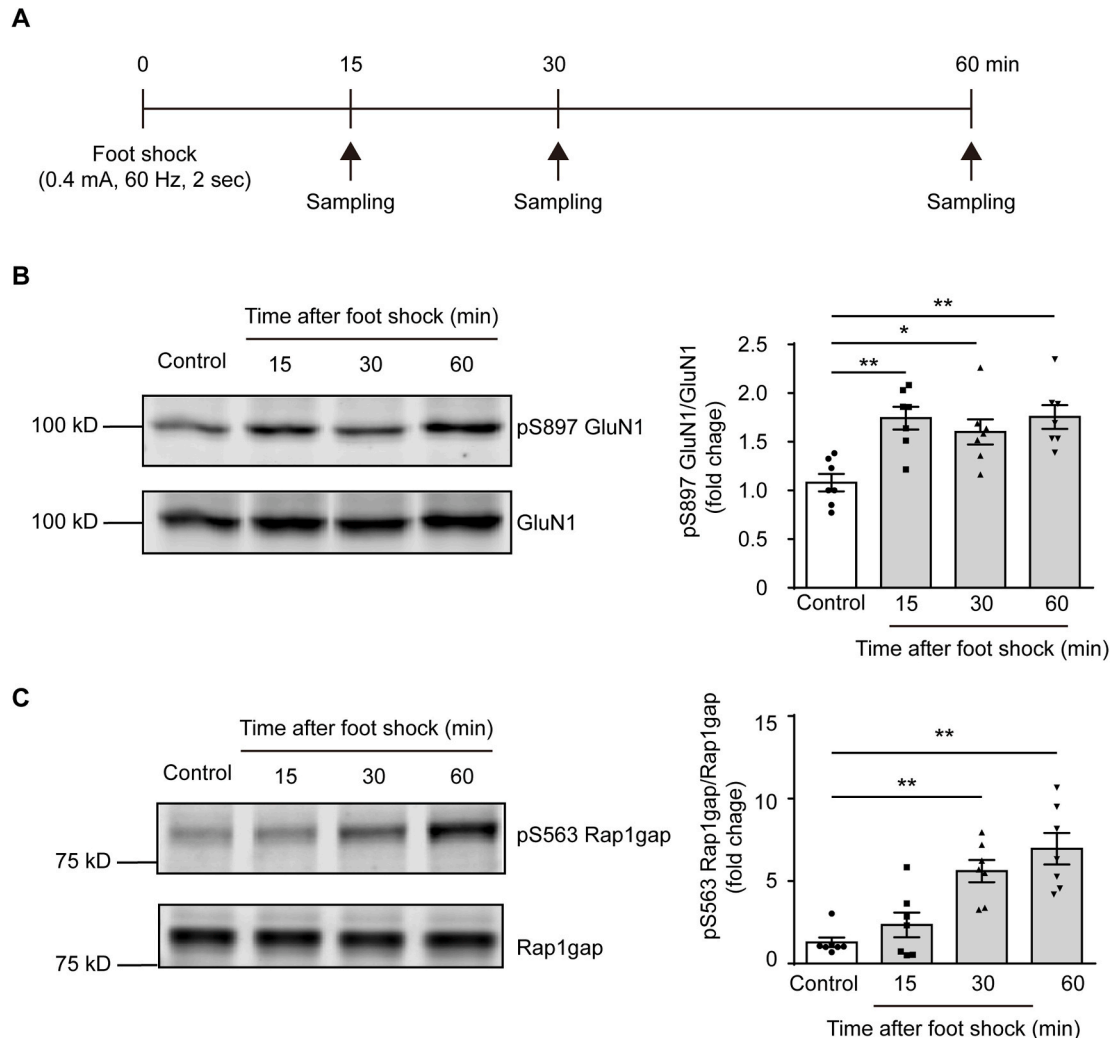 A
0 15 30 60 min
Foot shock
(0.4 mA, 60 Hz, 2 sec)
Sampling Sampling Sampling
B
Time after foot shock (min)
Control 15 30 60
100 kD pS897 GluN1
100 kD GluN1
pS897 GluN1/GluN1
(fold chage)
2.5
2.0
1.5
1.0
0.5
0
**
*
**
Control 15 30 60
Time after foot shock (min)
C
Time after foot shock (min)
Control 15 30 60
pS563 Rap1gap
75 kD
Rap1gap
75 kD
pS563 Rap1gap/Rap1gap
(fold chage)
15
10
5
0
**
**
Control 15 30 60
Time after foot shock (min)